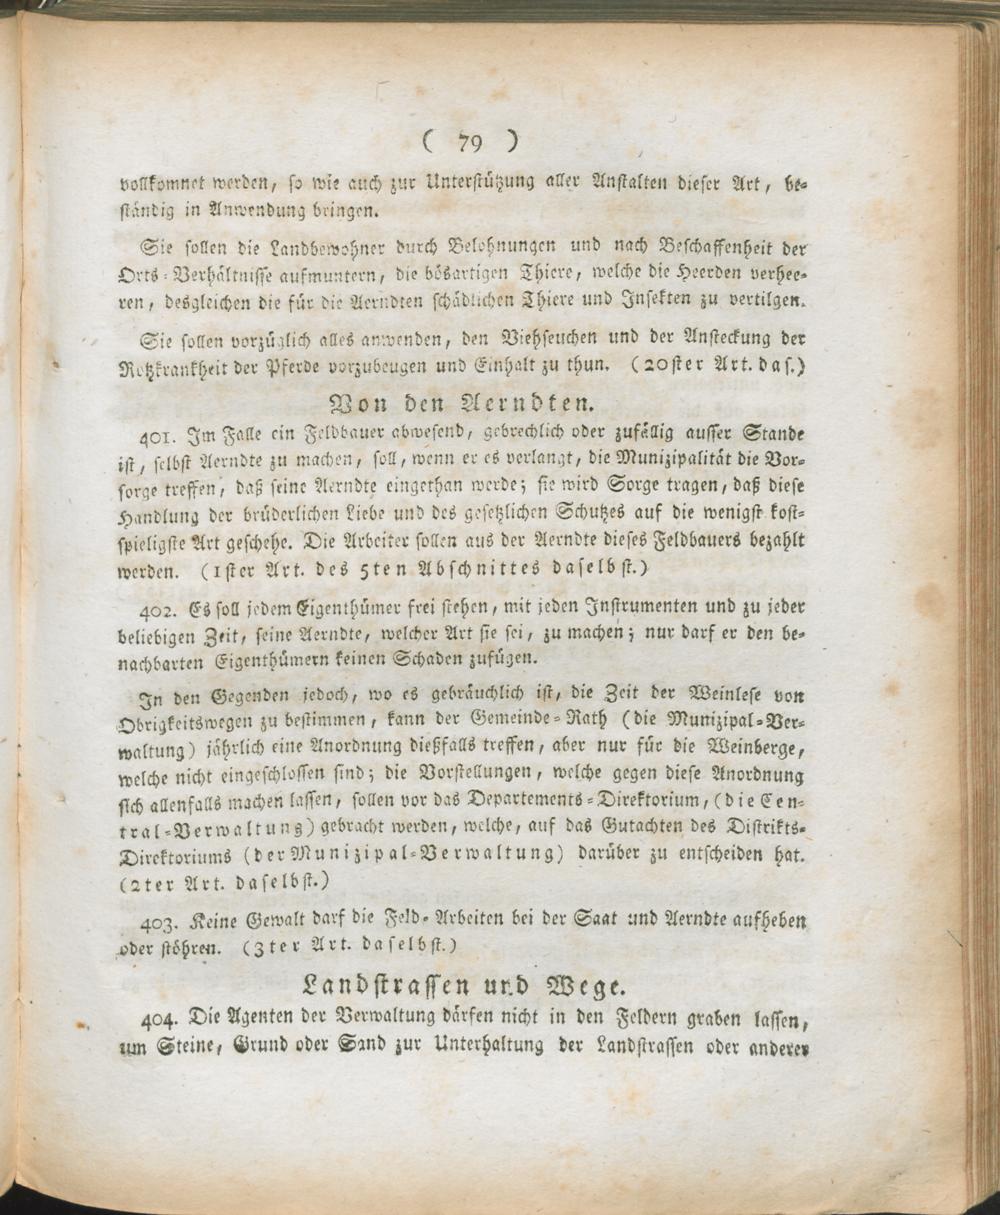 ( 79 )
vollkomnet werden, so wie auch zur Unterstützung aller Anstalten dieser Art, be-
ständig in Anwendung bringen.
Sie sollen die Landbewohner durch Belohnungen und nach Beschaffenheit der
Orts-Verhältnisse aufmuntern, die bösartigen Thiere, welche die Heerden verhee-
ren, desgleichen die für die Aerndten schädlichen Thiere und Insekten zu vertilgen.
Sie sollen vorzüglich alles anwenden, den Viehseuchen und der Ansteckung der
Rotzkrankheit der Pferde vorzubeugen und Einhalt zu thun. (20ster Art. das.)
Von den Aerndten.
401. Im Falle ein Feldbauer abwesend, gebrechlich oder zufällig ausser Stande
ist, selbst Aerndte zu machen, soll, wenn er es verlangt, die Munizipalität die Vor-
sorge treffen, daß seine Aerndte eingethan werde; sie wird Sorge tragen, daß diese
Handlung der brüderlichen Liebe und des gesetzlichen Schutzes auf die wenigst kost-
spieligste Art geschehe. Die Arbeiter sollen aus der Aerndte dieses Feldbauers bezahlt
werden. (1ster Art. des 5ten Abschnittes daselbst.)
402. Es soll jedem Eigenthümer frei stehen, mit jeden Instrumenten und zu jeder
beliebigen Zeit, seine Aerndte, welcher Art sie sei, zu machen; nur darf er den be-
nachbarten Eigenthümern keinen Schaden zufügen.
In den Gegenden jedoch, wo es gebräuchlich ist, die Zeit der Weinlese von
Obrigkeitswegen zu bestimmen, kann der Gemeinde-Rath (die Munizipal-Ver-
waltung) jährlich eine Anordnung dießfalls treffen, aber nur für die Weinberge,
welche nicht eingeschlossen sind; die Vorstellungen, welche gegen diese Anordnung
sich allenfalls machen lassen, sollen vor das Departements-Direktorium, (die Cen-
tral-Verwaltung) gebracht werden, welche, auf das Gutachten des Distrikts-
Direktoriums (der Munizipal-Verwaltung) darüber zu entscheiden hat.
(2ter Art. daselbst.)
403. Keine Gewalt darf die Feld-Arbeiten bei der Saat und Aerndte aufheben
oder stöhren. (3ter Art. daselbst.)
Landstrassen und Wege.
404. Die Agenten der Verwaltung därfen nicht in den Feldern graben lassen,
um Steine, Grund oder Sand zur Unterhaltung der Landstrassen oder anderer